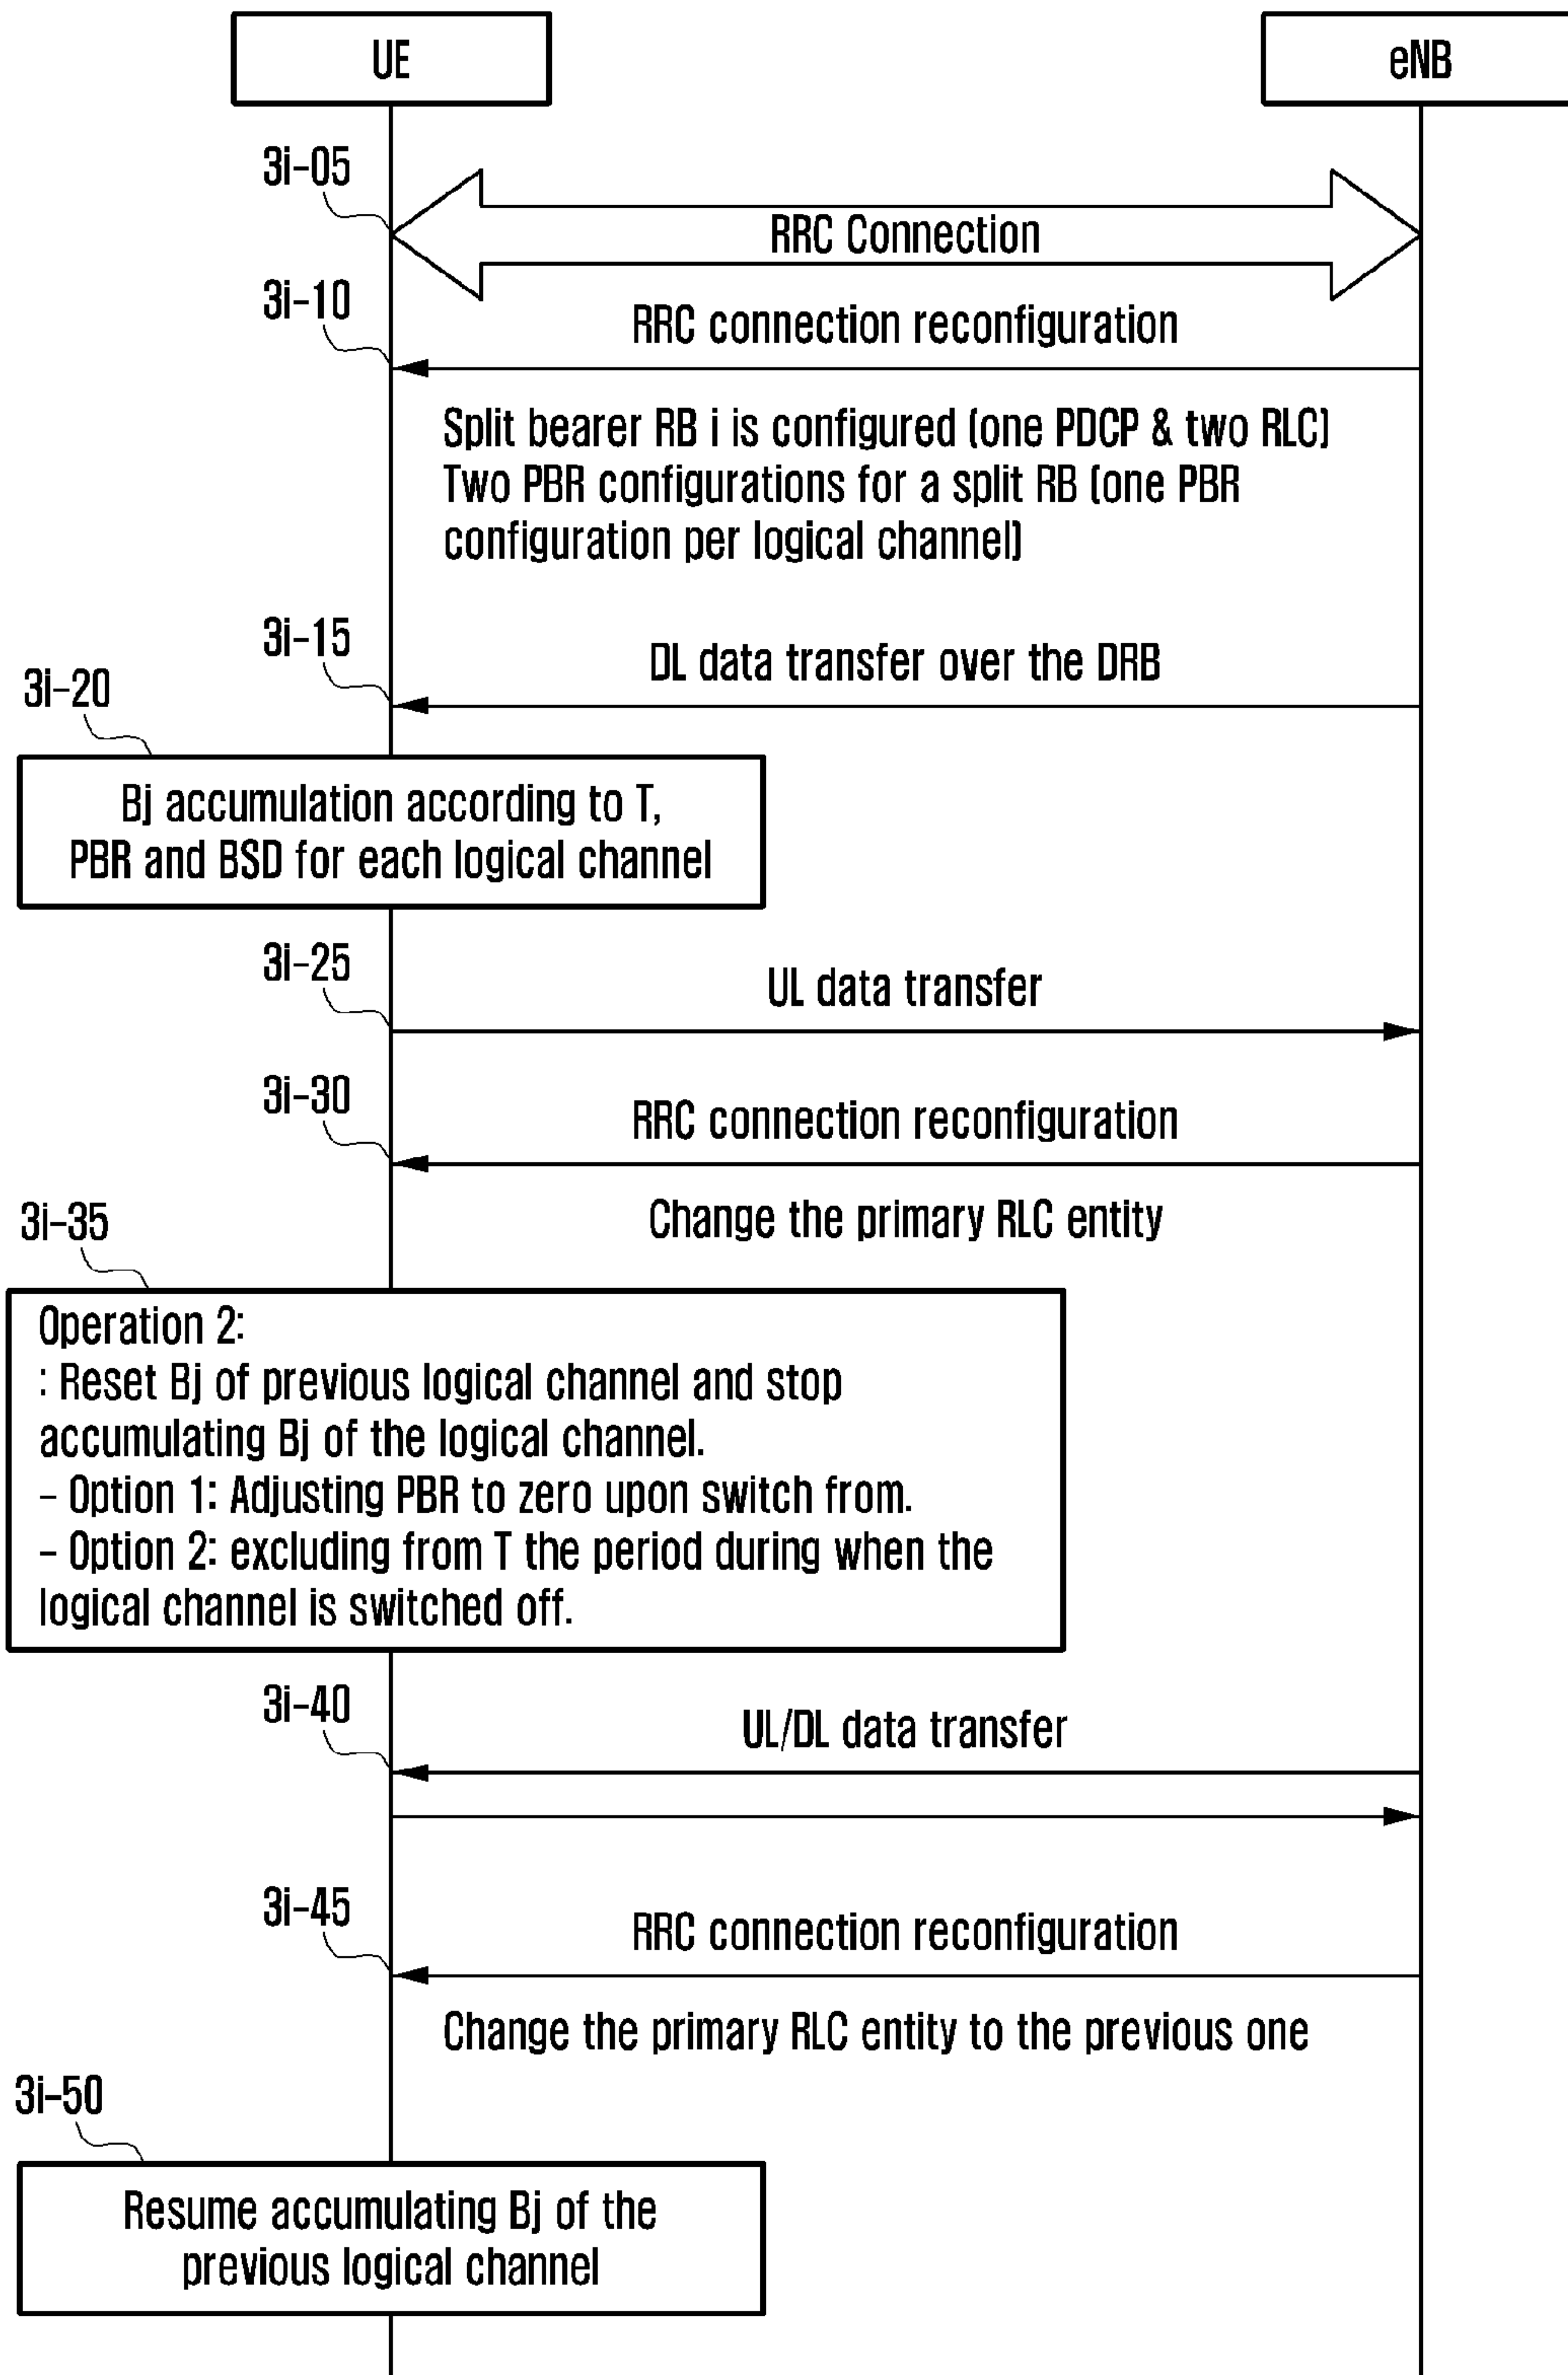 UE
eNB
3i-05
RRC Connection
3i-10
RRC connection reconfiguration
Split bearer RB i is configured (one PDCP & two RLC)
Two PBR configurations for a split RB (one PBR
configuration per logical channel)
3i-15
DL data transfer over the DRB
3i-20
Bj accumulation according to T,
PBR and BSD for each logical channel
3i-25
UL data transfer
3i-30
RRC connection reconfiguration
Change the primary RLC entity
3i-35
Operation 2:
: Reset Bj of previous logical channel and stop
accumulating Bj of the logical channel.
- Option 1: Adjusting PBR to zero upon switch from.
- Option 2: excluding from T the period during when the
logical channel is switched off.
3i-40
UL/DL data transfer
3i-45
RRC connection reconfiguration
Change the primary RLC entity to the previous one
3i-50
Resume accumulating Bj of the
previous logical channel